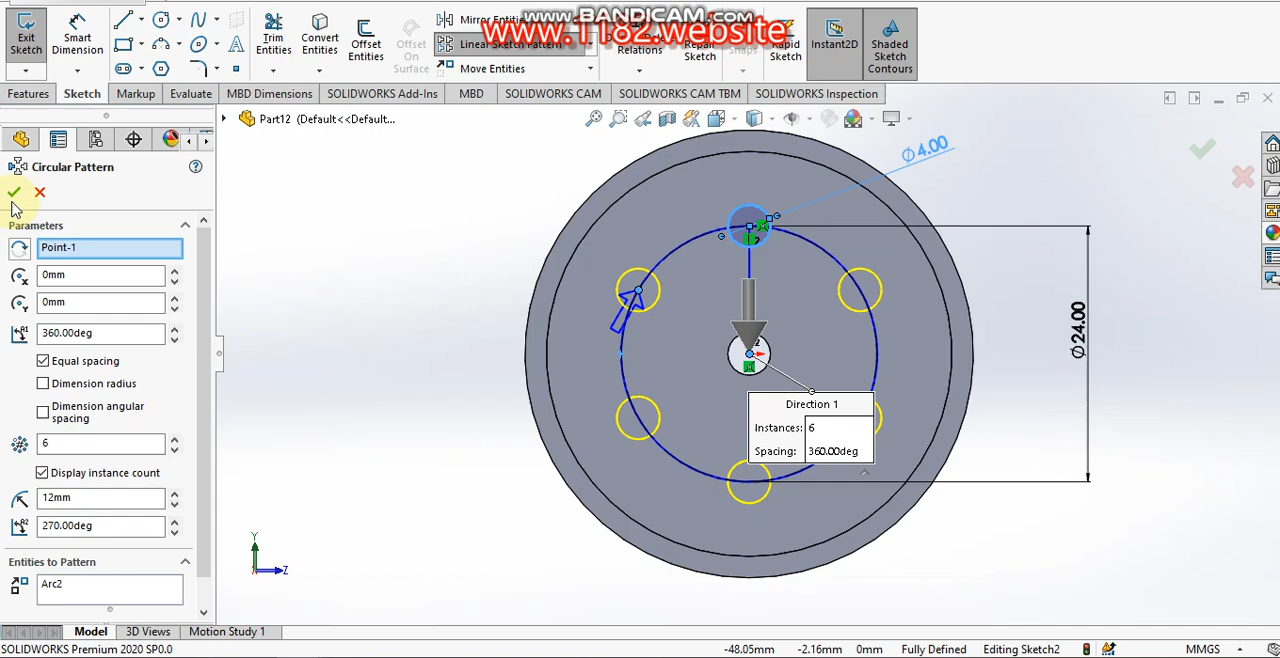 www.BANDICAM.com
www.1182.website
Exit Sketch
Smart Dimension
Trim Entities
Convert Entities
Offset Entities
Offset On Surface
Mirror Entities
Linear Sketch Pattern
Move Entities
Relations
Repair Sketch
Snaps
Rapid Sketch
Instant2D
Shaded Sketch Contours
Features
Sketch
Markup
Evaluate
MBD Dimensions
SOLIDWORKS Add-Ins
MBD
SOLIDWORKS CAM
SOLIDWORKS CAM TBM
SOLIDWORKS Inspection
Part12 (Default<<Default...
Circular Pattern
Parameters
Point-1
0mm
0mm
360.00deg
Equal spacing
Dimension radius
Dimension angular spacing
6
Display instance count
12mm
270.00deg
Entities to Pattern
Arc2
Ø4.00
Ø24.00
Direction 1
Instances: 6
Spacing: 360.00deg
Y
Z
Model
3D Views
Motion Study 1
SOLIDWORKS Premium 2020 SP0.0
-48.05mm
-2.16mm
0mm
Fully Defined
Editing Sketch2
MMGS